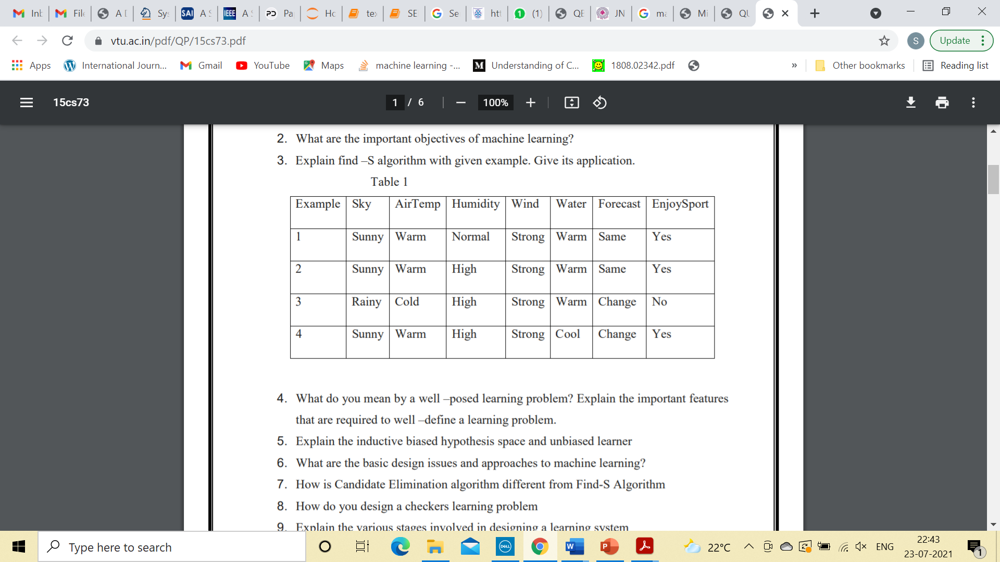 Inb File A D Sys SAI A S IEEE A S PD Pap Ho tex SE G Se htt 1 (1) QE JN G ma Mi QU
vtu.ac.in/pdf/QP/15cs73.pdf S Update
Apps International Journ... Gmail YouTube Maps machine learning -... M Understanding of C... 1808.02342.pdf » Other bookmarks Reading list
15cs73 1 / 6 − 100% +
2. What are the important objectives of machine learning?
3. Explain find –S algorithm with given example. Give its application.
Table 1
Example Sky AirTemp Humidity Wind Water Forecast EnjoySport
1 Sunny Warm Normal Strong Warm Same Yes
2 Sunny Warm High Strong Warm Same Yes
3 Rainy Cold High Strong Warm Change No
4 Sunny Warm High Strong Cool Change Yes
4. What do you mean by a well –posed learning problem? Explain the important features
that are required to well –define a learning problem.
5. Explain the inductive biased hypothesis space and unbiased learner
6. What are the basic design issues and approaches to machine learning?
7. How is Candidate Elimination algorithm different from Find-S Algorithm
8. How do you design a checkers learning problem
9. Explain the various stages involved in designing a learning system
Type here to search DELL W P 22°C ENG 22:43
23-07-2021 1